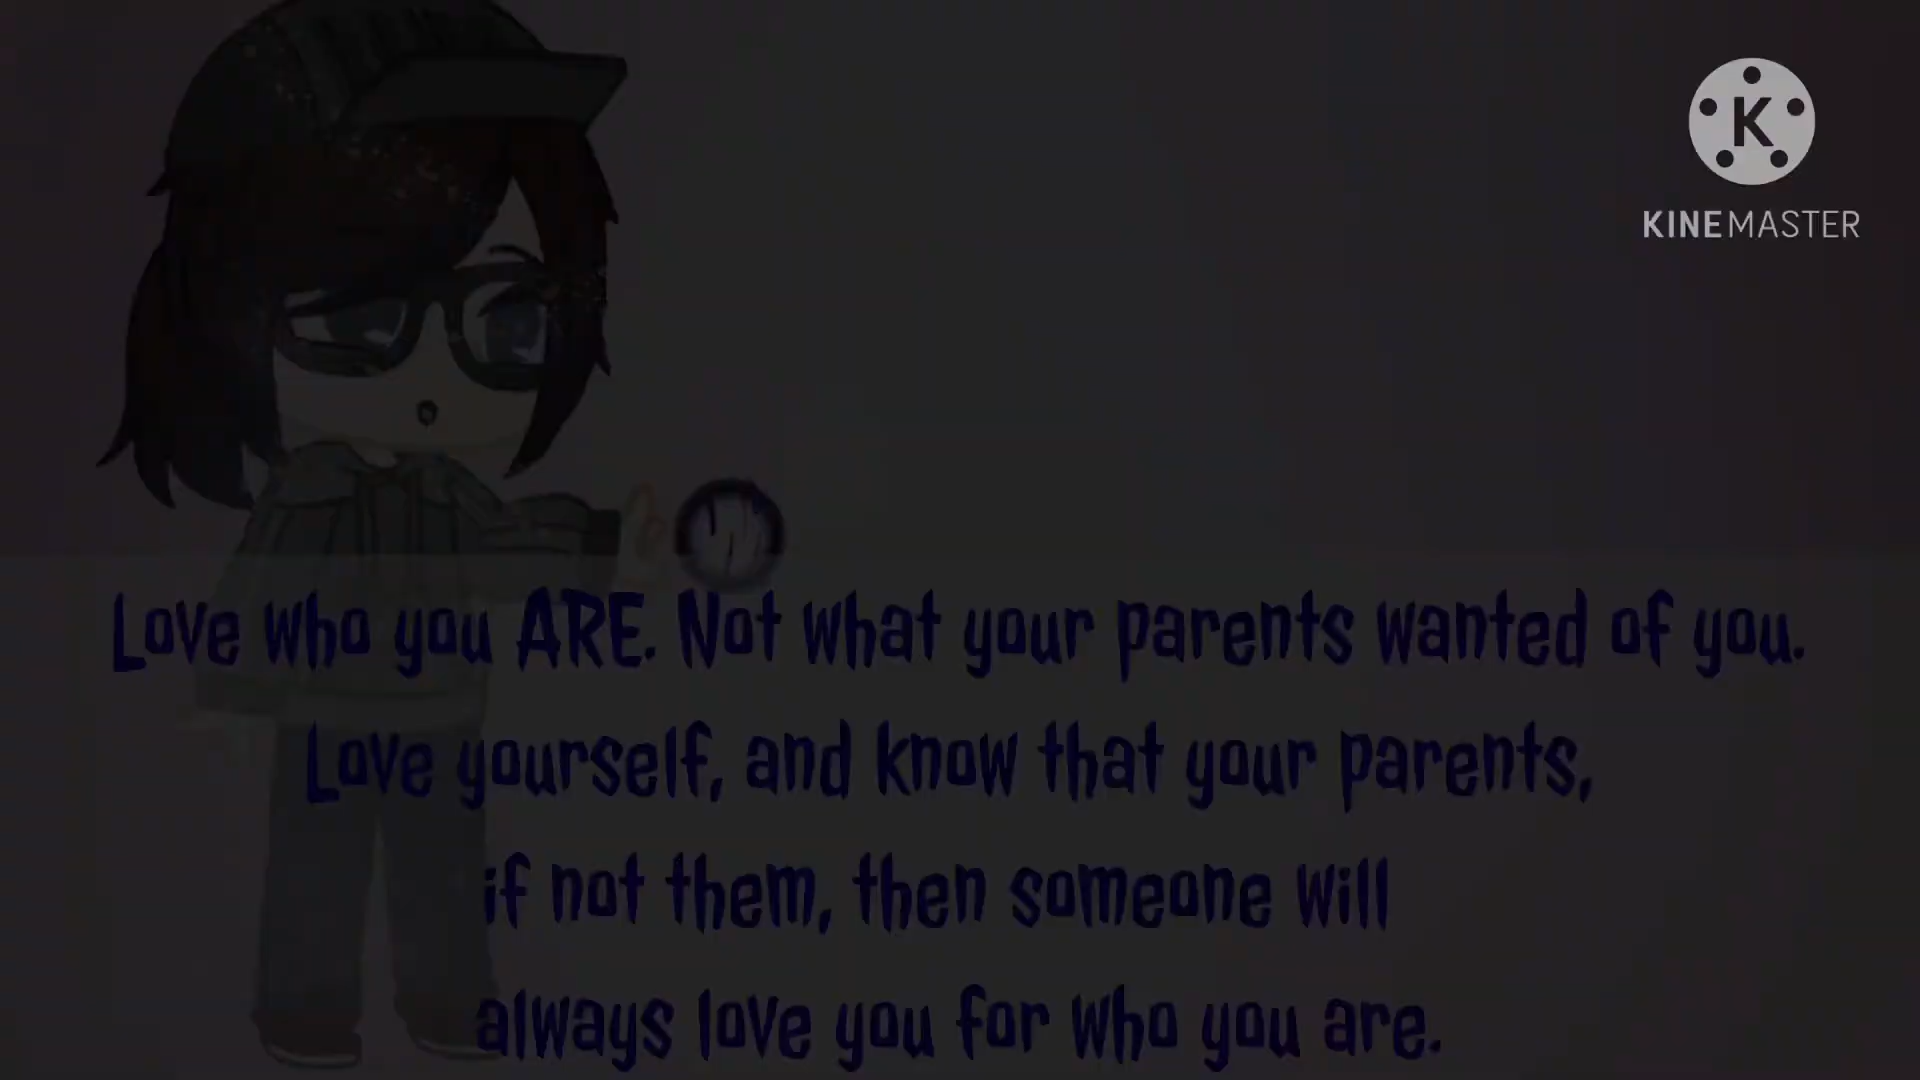 K
KINEMASTER
Love who you ARE. Not what your parents wanted of you.
Love yourself, and know that your parents,
if not them, then someone will
always love you for who you are.